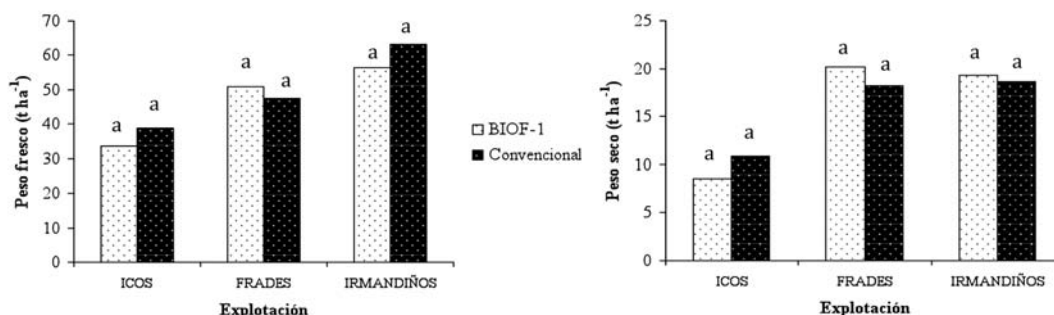 Peso fresco (t ha⁻¹)
70
60
50
40
30
20
10
0
a a
a a
a a
ICOS FRADES IRMANDIÑOS
Explotación
BIOF-1
Convencional
Peso seco (t ha⁻¹)
25
20
15
10
5
0
a a
a a
a a
ICOS FRADES IRMANDIÑOS
Explotación